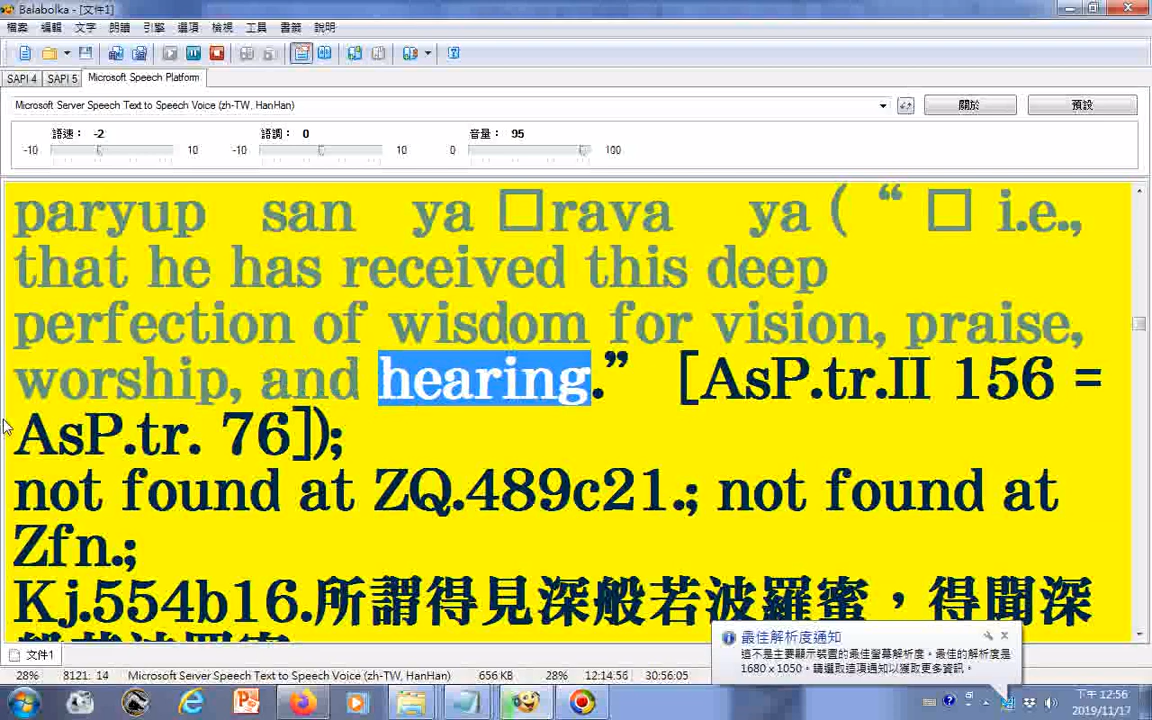 Balabolka - [文件1]
檔案 編輯 文字 朗讀 引擎 選項 檢視 工具 書籤 說明
SAPI 4 SAPI 5 Microsoft Speech Platform
Microsoft Server Speech Text to Speech Voice (zh-TW, HanHan) 關於 預設
語速： -2 語調： 0 音量： 95
-10 10 -10 10 0 100
paryup san ya □rava ya ( “ □ i.e.,
that he has received this deep
perfection of wisdom for vision, praise,
worship, and hearing.” [AsP.tr.II 156 =
AsP.tr. 76]);
not found at ZQ.489c21.; not found at
Zfn.;
Kj.554b16.所謂得見深般若波羅蜜，得聞深
般若波羅蜜
最佳解析度通知
這不是主要顯示裝置的最佳螢幕解析度。最佳的解析度是
1680 x 1050。請選取這項通知以獲取更多資訊。
文件1
28% 8121: 14 Microsoft Server Speech Text to Speech Voice (zh-TW, HanHan) 656 KB 28% 12:14:56 30:56:05
下午 12:56
2019/11/17